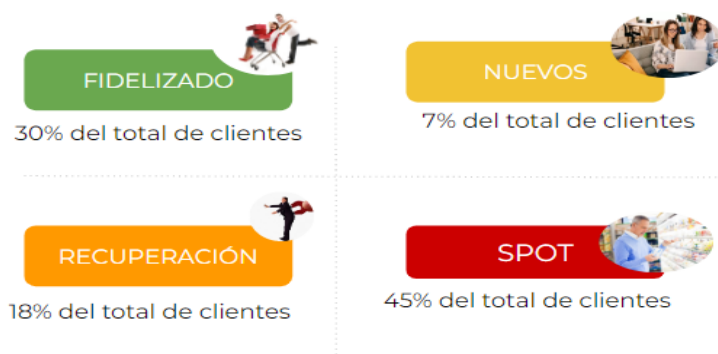 FIDELIZADO
30% del total de clientes
NUEVOS
7% del total de clientes
RECUPERACIÓN
18% del total de clientes
SPOT
45% del total de clientes